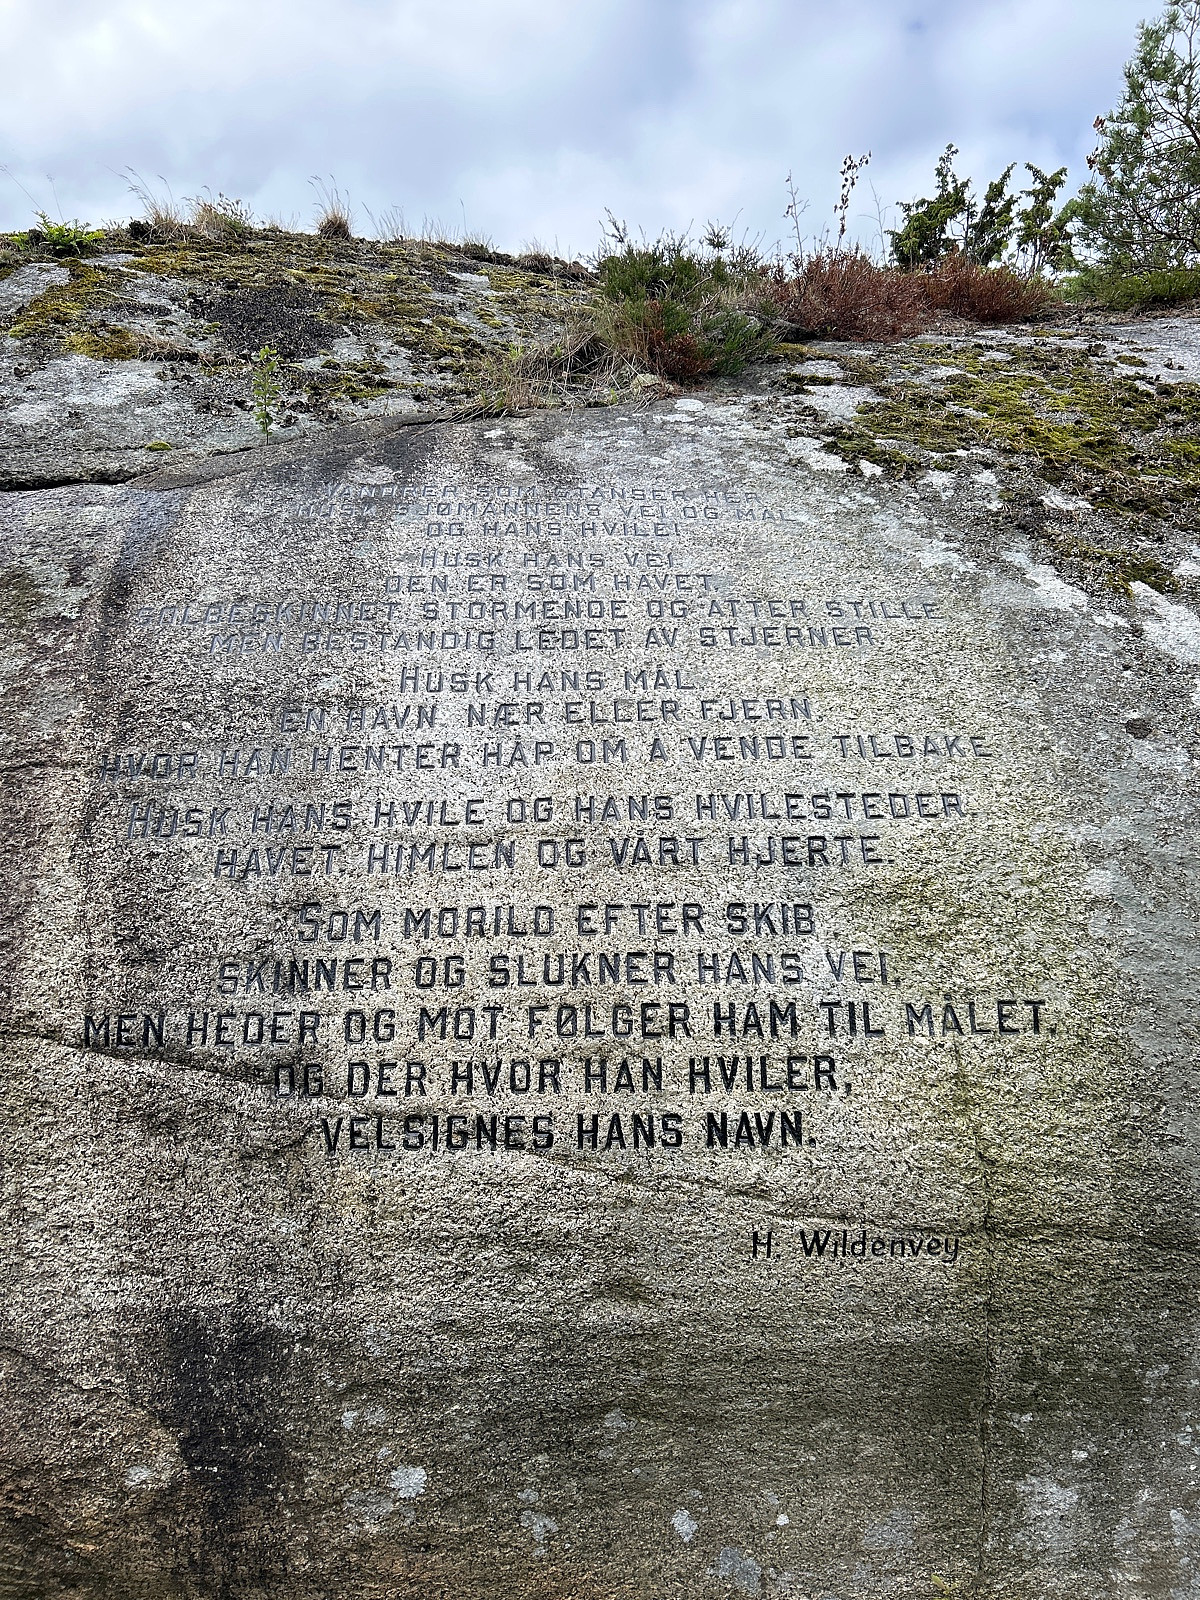 VANDRER SOM STANSER HER
HUSK SJØMANNENS VEI OG MÅL
OG HANS HVILE!
HUSK HANS VEI
DEN ER SOM HAVET,
SOLBESKINNET, STORMENDE OG ATTER STILLE
MEN BESTANDIG LEDET AV STJERNER
HUSK HANS MÅL,
EN HAVN NÆR ELLER FJERN,
HVOR HAN HENTER HÅP OM Å VENDE TILBAKE
HUSK HANS HVILE OG HANS HVILESTEDER.
HAVET, HIMLEN OG VÅRT HJERTE.
SOM MORILD EFTER SKIB
SKINNER OG SLUKNER HANS VEI,
MEN HEDER OG MOT FØLGER HAM TIL MÅLET,
OG DER HVOR HAN HVILER,
VELSIGNES HANS NAVN.
H. Wildenvey